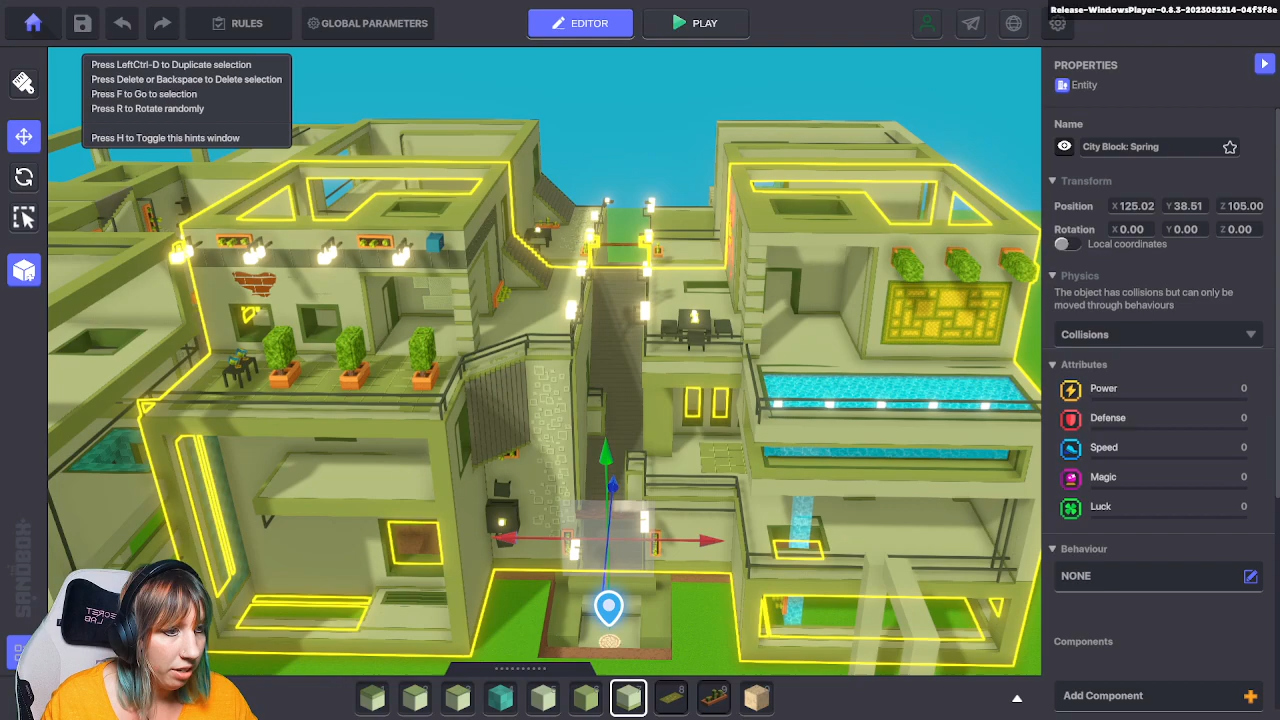 Release-WindowsPlayer-0.8.3-2023082314-04f3f8c
RULES
GLOBAL PARAMETERS
EDITOR
PLAY
Press LeftCtrl-D to Duplicate selection
Press Delete or Backspace to Delete selection
Press F to Go to selection
Press R to Rotate randomly
Press H to Toggle this hints window
PROPERTIES
Entity
Name
City Block: Spring
Transform
Position X 125.02 Y 38.51 Z 105.00
Rotation X 0.00 Y 0.00 Z 0.00
Local coordinates
Physics
The object has collisions but can only be
moved through behaviours
Collisions
Attributes
Power 0
Defense 0
Speed 0
Magic 0
Luck 0
Behaviour
NONE
Components
Add Component
THE SANDBOX
8
9